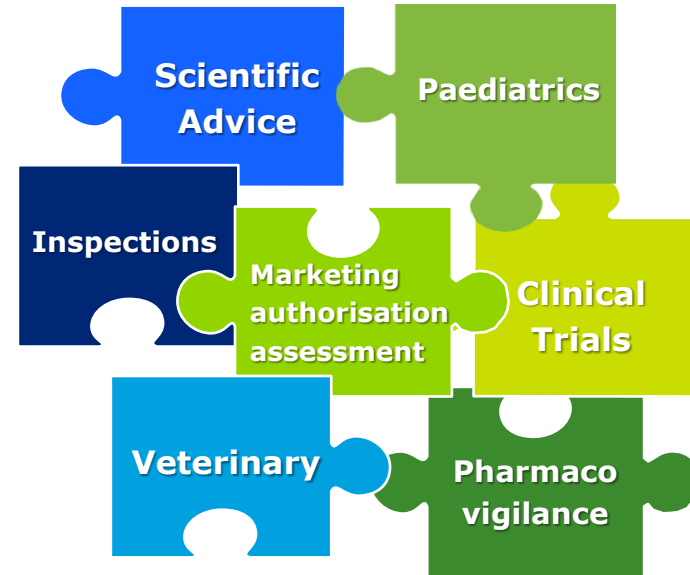 Scientific
Advice
Paediatrics
Inspections
Marketing
authorisation
assessment
Clinical
Trials
Veterinary
Pharmaco
vigilance